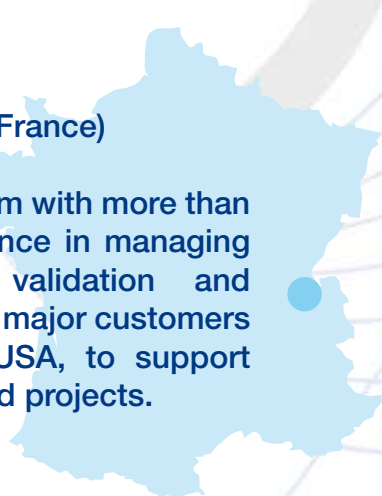 France)
m with more than
nce in managing
validation and
major customers
USA, to support
d projects.